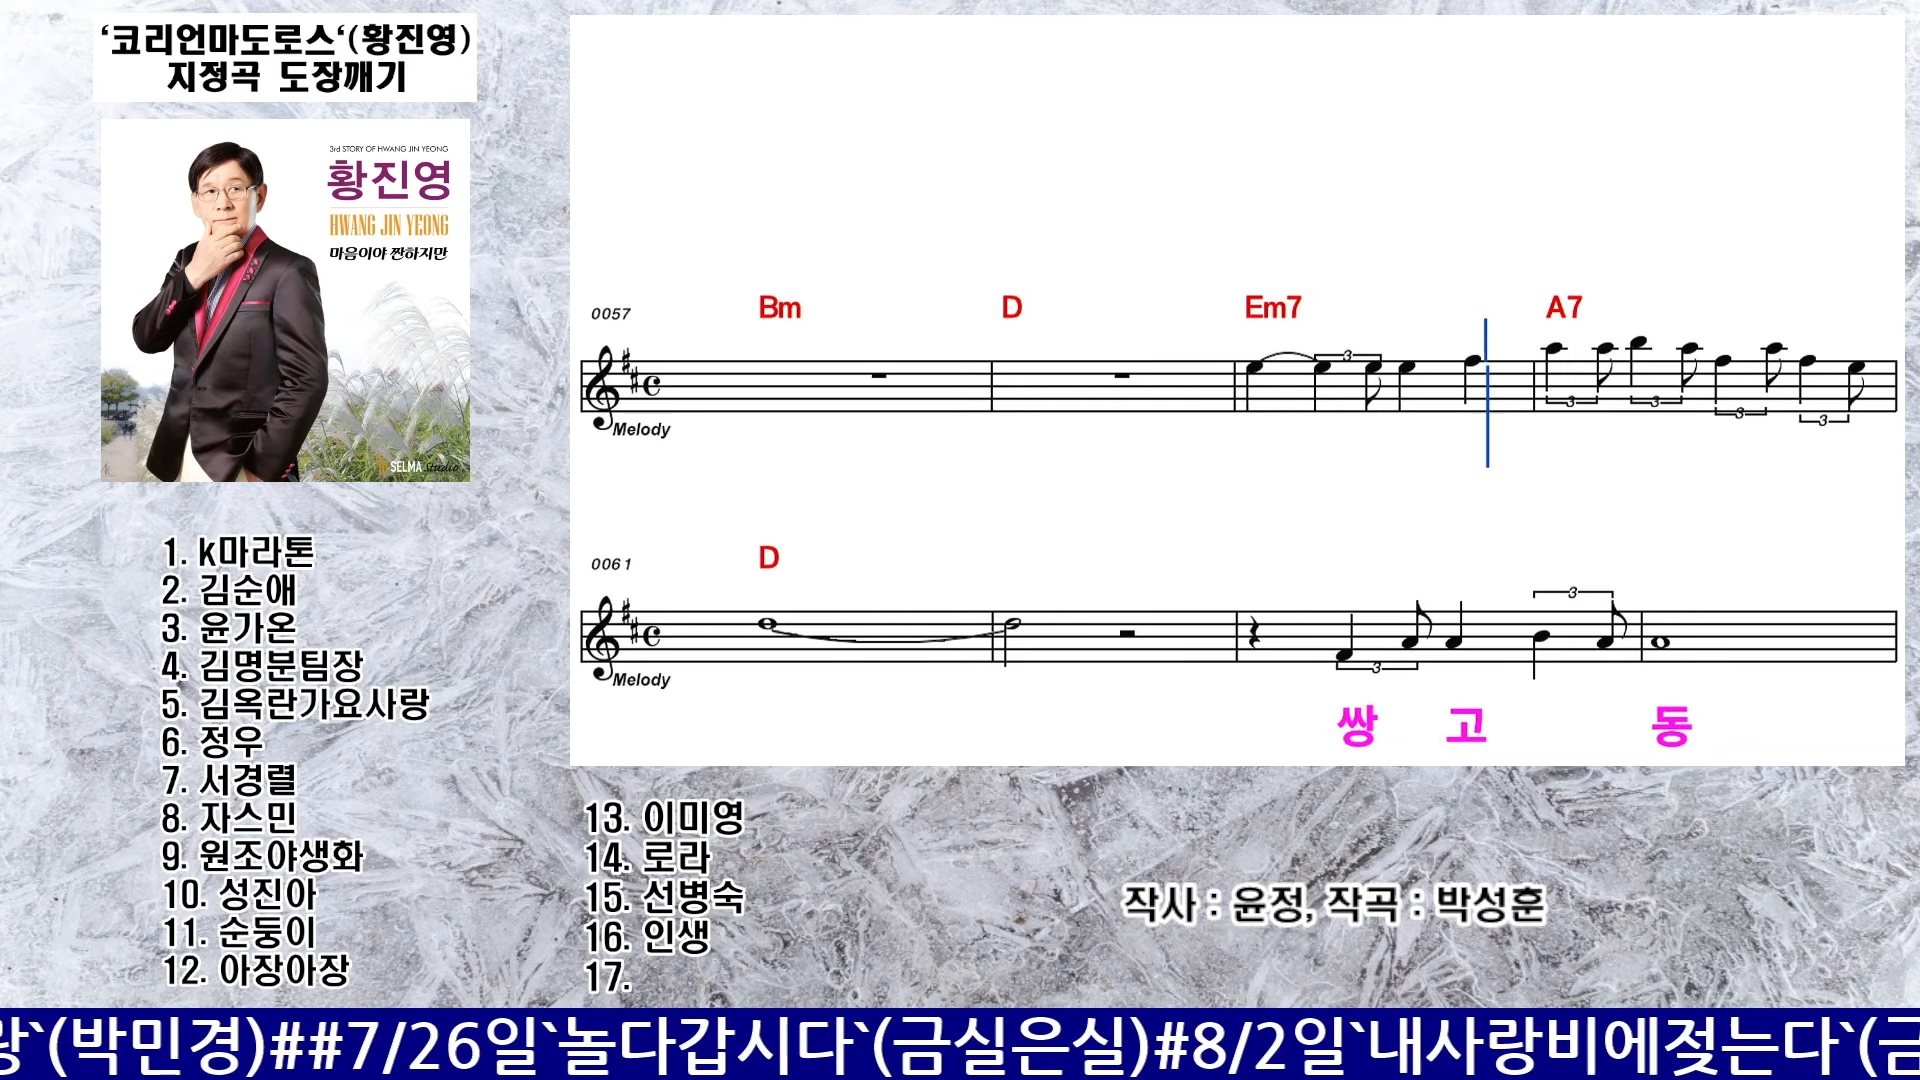 ‘코리언마도로스‘(황진영)
지정곡 도장깨기
3rd STORY OF HWANG JIN YEONG
황진영
HWANG JIN YEONG
마음이야 짠하지만
SELMA Studio
1. k마라톤
2. 김순애
3. 윤가온
4. 김명분팀장
5. 김옥란가요사랑
6. 정우
7. 서경렬
8. 자스민
9. 원조야생화
10. 성진아
11. 순둥이
12. 아장아장
0057 Bm D Em7 A7
3 3 3 3 3
Melody
0061 D
3 3
Melody
쌍 고 동
13. 이미영
14. 로라
15. 선병숙
16. 인생
17.
작사 : 윤정, 작곡 : 박성훈
랑`(박민경)##7/26일`놀다갑시다`(금실은실)#8/2일`내사랑비에젖는다`(금